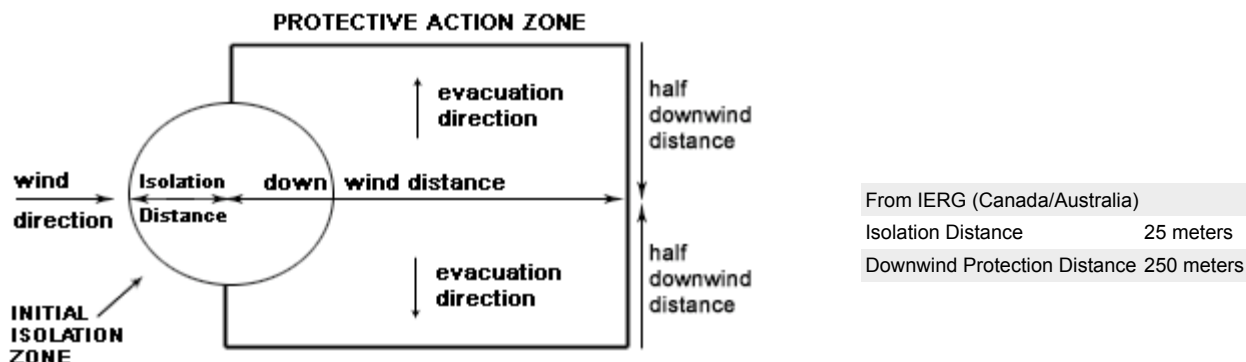 PROTECTIVE ACTION ZONE
evacuation
direction
half
downwind
distance
wind
direction
Isolation
Distance
down wind distance
evacuation
direction
half
downwind
distance
INITIAL
ISOLATION
ZONE
From IERG (Canada/Australia)
Isolation Distance 25 meters
Downwind Protection Distance 250 meters